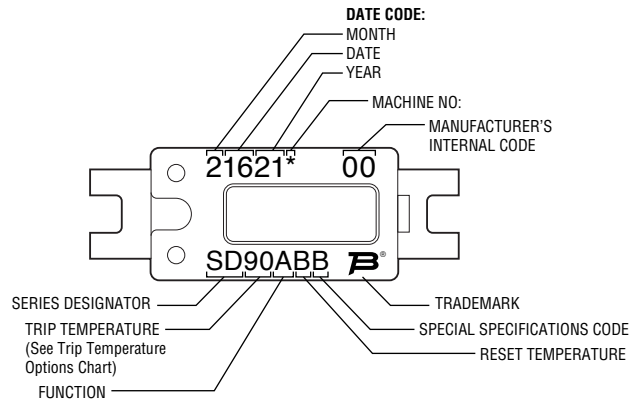 DATE CODE:
MONTH
DATE
YEAR
MACHINE NO:
MANUFACTURER'S
INTERNAL CODE
21621* 00
SD90ABB B®
SERIES DESIGNATOR
TRADEMARK
TRIP TEMPERATURE
(See Trip Temperature
Options Chart)
SPECIAL SPECIFICATIONS CODE
RESET TEMPERATURE
FUNCTION